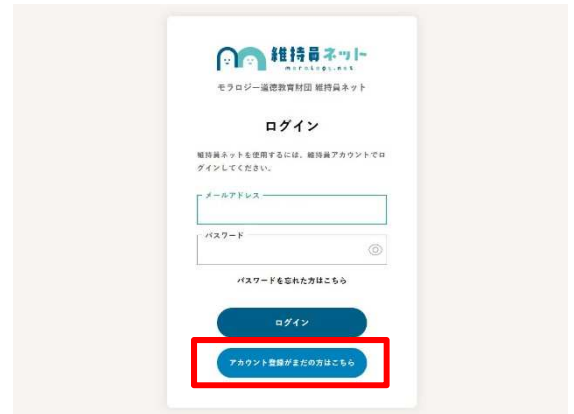 維持員ネット
moralogy.net
モラロジー道徳教育財団 維持員ネット
ログイン
維持員ネットを使用するには、維持員アカウントでロ
グインしてください。
メールアドレス
パスワード
パスワードを忘れた方はこちら
ログイン
アカウント登録がまだの方はこちら